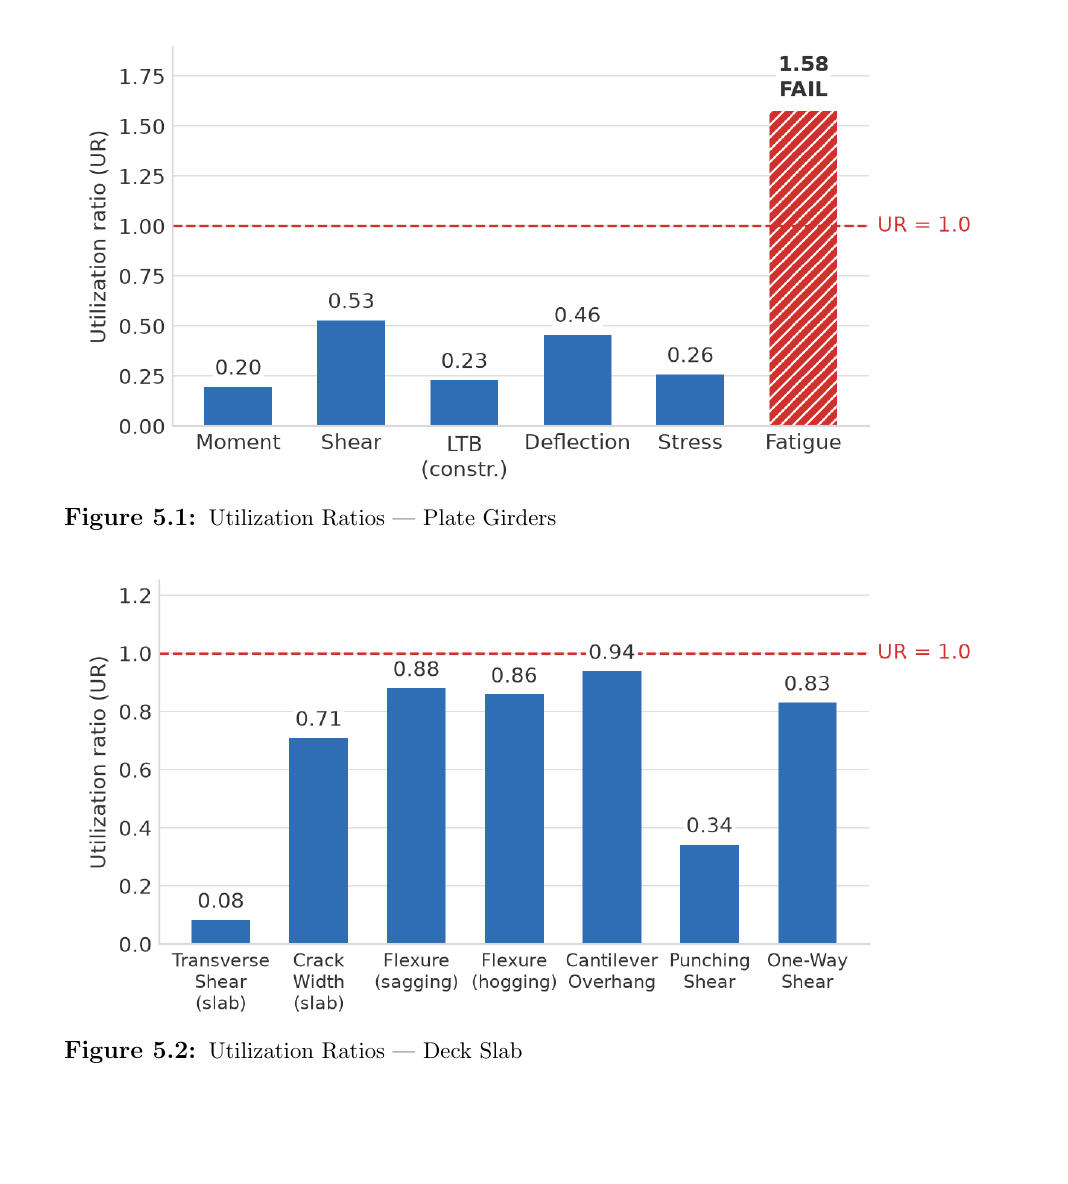 1.58
FAIL
1.75
1.50
1.25
1.00
0.75
0.50
0.25
0.00
Utilization ratio (UR)
UR = 1.0
0.20
0.53
0.23
0.46
0.26
Moment
Shear
LTB
(constr.)
Deflection
Stress
Fatigue
Figure 5.1: Utilization Ratios — Plate Girders
1.2
1.0
0.8
0.6
0.4
0.2
0.0
Utilization ratio (UR)
UR = 1.0
0.08
0.71
0.88
0.86
0.94
0.34
0.83
Transverse
Shear
(slab)
Crack
Width
(slab)
Flexure
(sagging)
Flexure
(hogging)
Cantilever
Overhang
Punching
Shear
One-Way
Shear
Figure 5.2: Utilization Ratios — Deck Slab